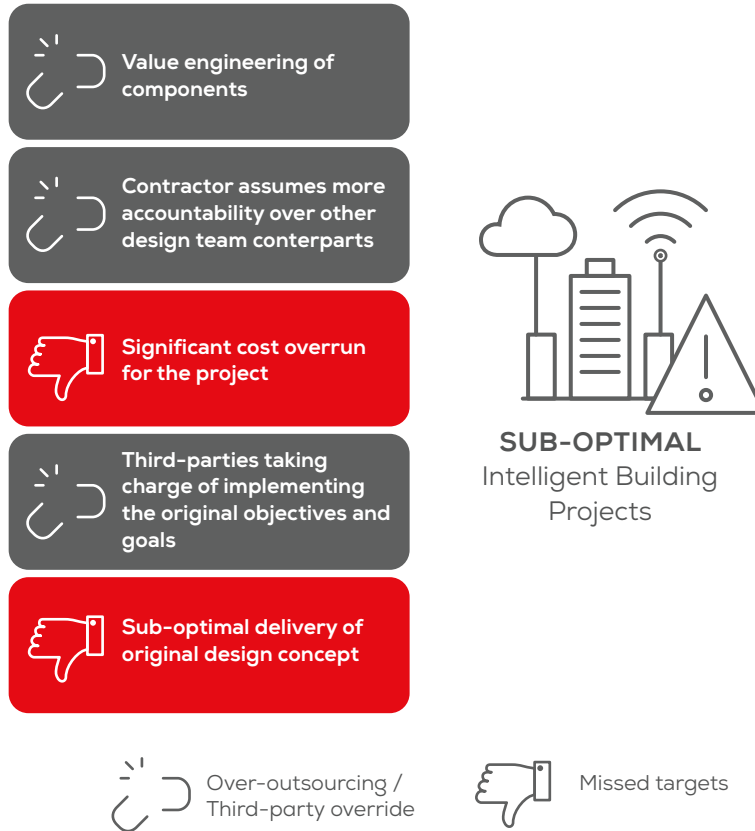 Value engineering of
components
Contractor assumes more
accountability over other
design team conterparts
Significant cost overrun
for the project
Third-parties taking
charge of implementing
the original objectives and
goals
Sub-optimal delivery of
original design concept
SUB-OPTIMAL
Intelligent Building
Projects
Over-outsourcing /
Third-party override
Missed targets